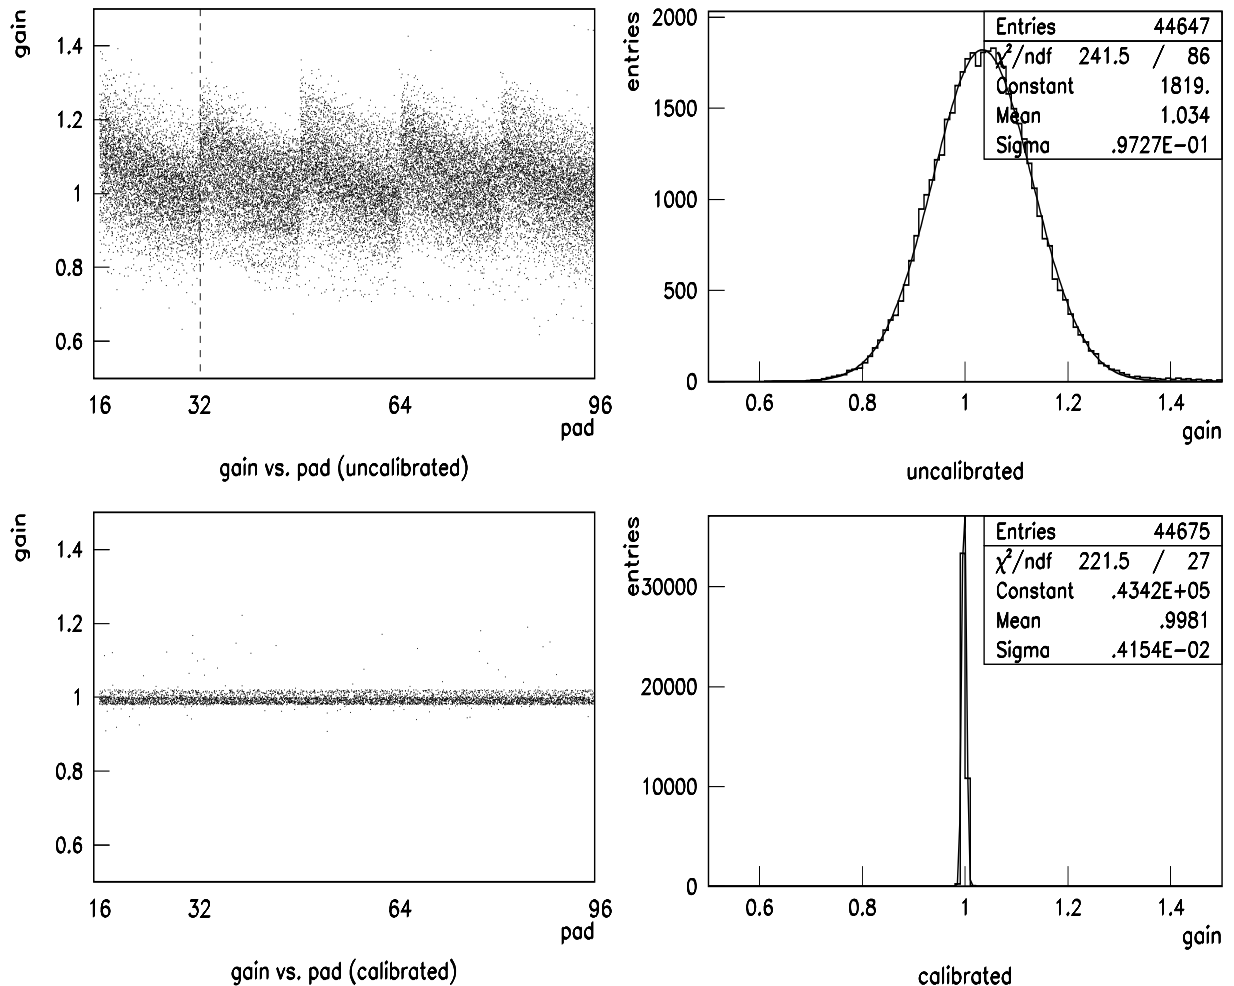 gain
1.4
1.2
1
0.8
0.6
16 32 64 96
pad
gain vs. pad (uncalibrated)
entries
2000
1500
1000
500
0
Entries 44647
χ²/ndf 241.5 / 86
Constant 1819.
Mean 1.034
Sigma .9727E−01
0.6 0.8 1 1.2 1.4
gain
uncalibrated
gain
1.4
1.2
1
0.8
0.6
16 32 64 96
pad
gain vs. pad (calibrated)
entries
30000
20000
10000
0
Entries 44675
χ²/ndf 221.5 / 27
Constant .4342E+05
Mean .9981
Sigma .4154E−02
0.6 0.8 1 1.2 1.4
gain
calibrated